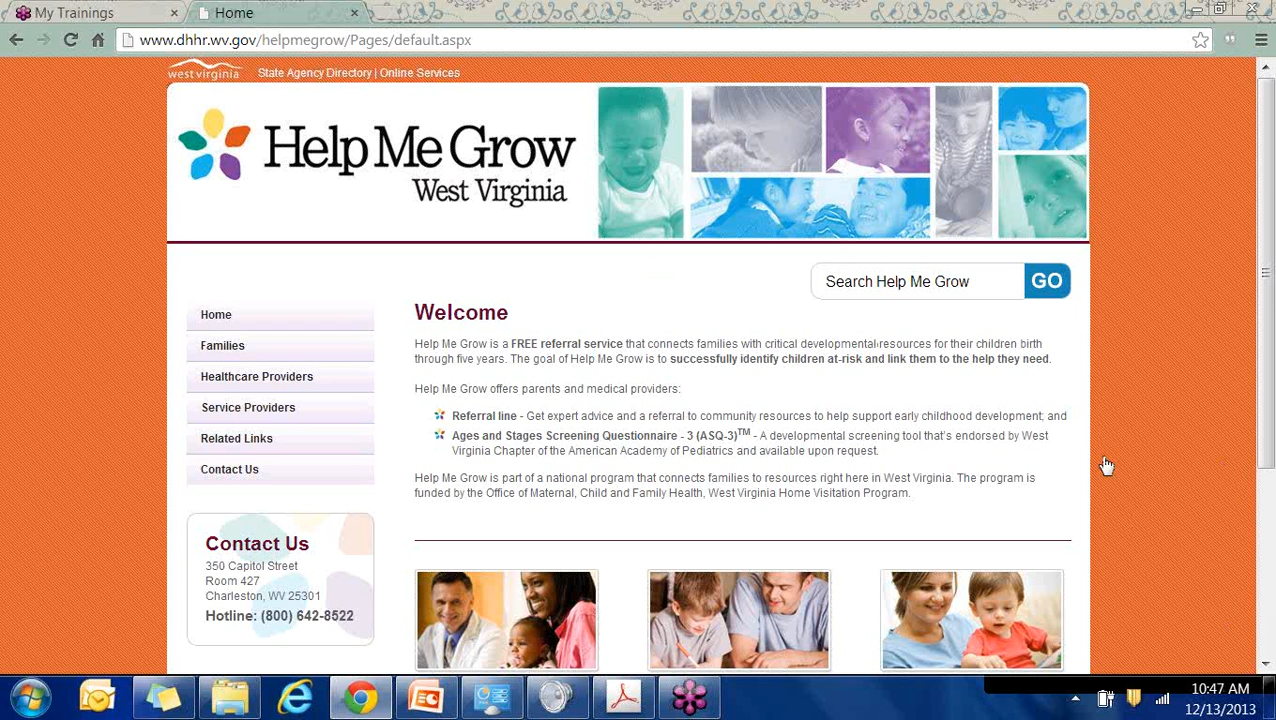 My Trainings
Home
www.dhhr.wv.gov/helpmegrow/Pages/default.aspx
west virginia
State Agency Directory | Online Services
Help Me Grow
West Virginia
Search Help Me Grow
GO
Home
Families
Healthcare Providers
Service Providers
Related Links
Contact Us
Welcome
Help Me Grow is a FREE referral service that connects families with critical developmental resources for their children birth
through five years. The goal of Help Me Grow is to successfully identify children at-risk and link them to the help they need.
Help Me Grow offers parents and medical providers:
Referral line - Get expert advice and a referral to community resources to help support early childhood development; and
Ages and Stages Screening Questionnaire - 3 (ASQ-3)TM - A developmental screening tool that's endorsed by West
Virginia Chapter of the American Academy of Pediatrics and available upon request.
Help Me Grow is part of a national program that connects families to resources right here in West Virginia. The program is
funded by the Office of Maternal, Child and Family Health, West Virginia Home Visitation Program.
Contact Us
350 Capitol Street
Room 427
Charleston, WV 25301
Hotline: (800) 642-8522
10:47 AM
12/13/2013